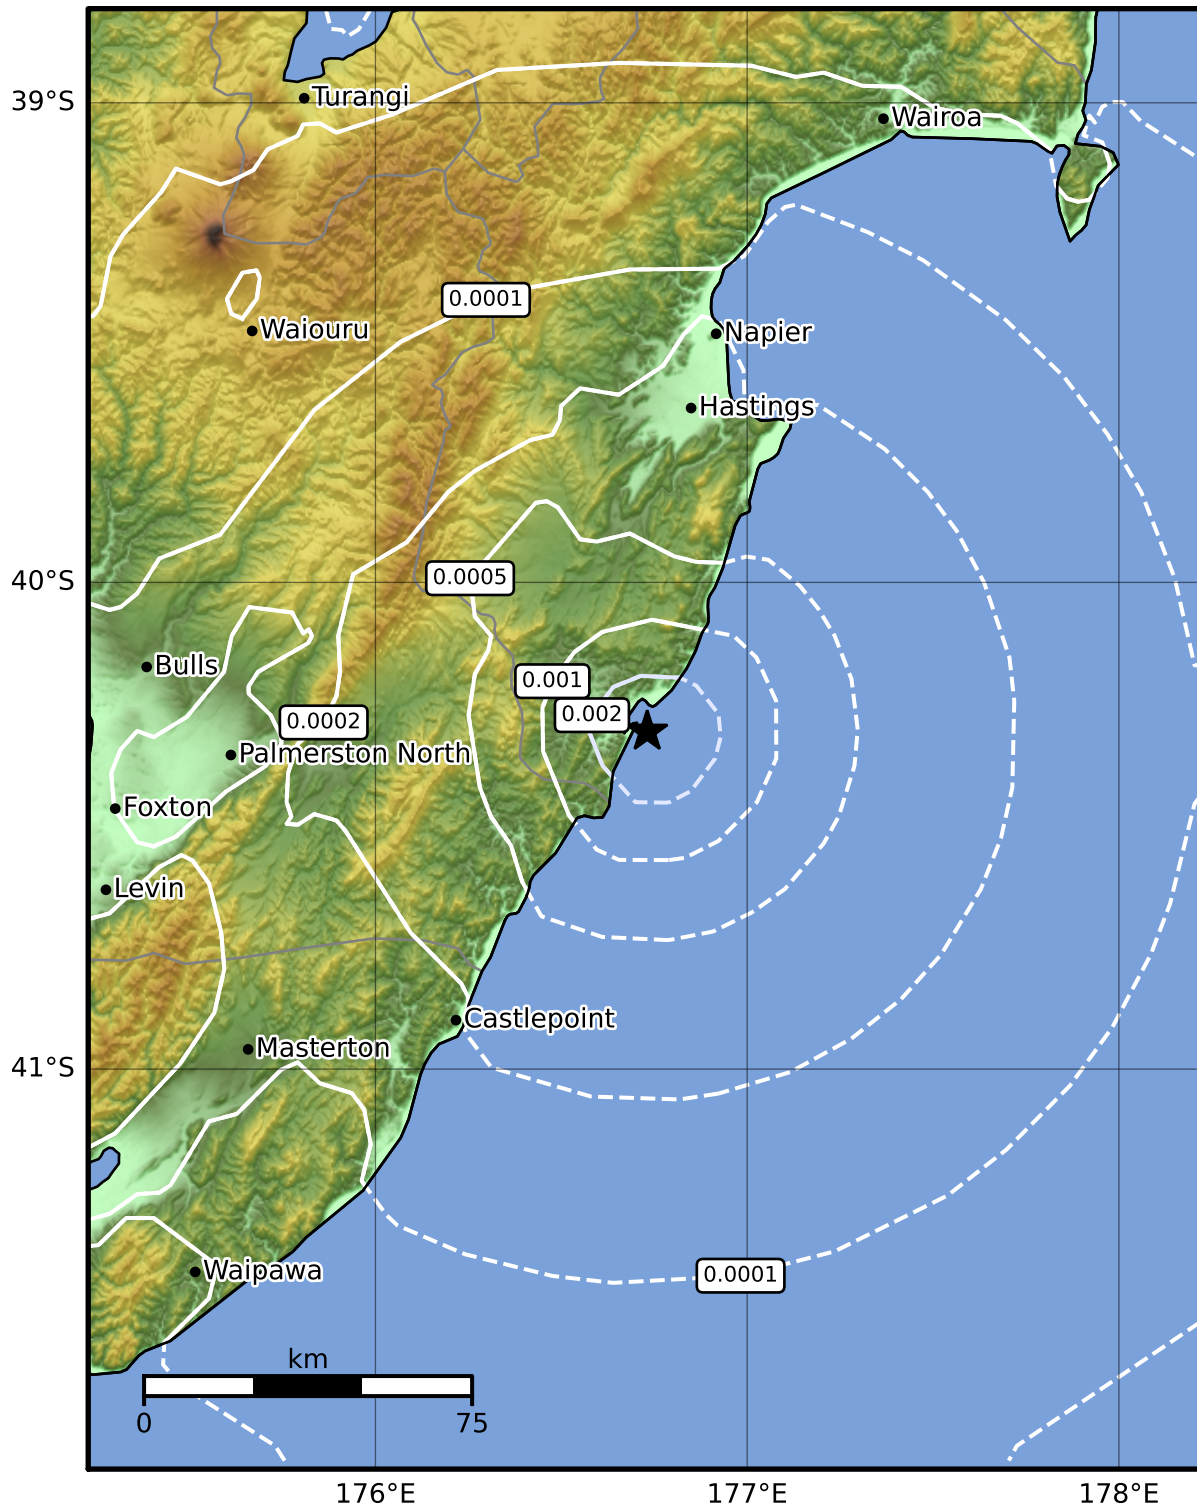 39°S
Turangi
Wairoa
0.0001
Waiouru
Napier
Hastings
40°S
0.0005
Bulls
0.001
0.002
0.0002
Palmerston North
Foxton
Levin
Castlepoint
Masterton
41°S
Waipawa
0.0001
km
0
75
176°E
177°E
178°E